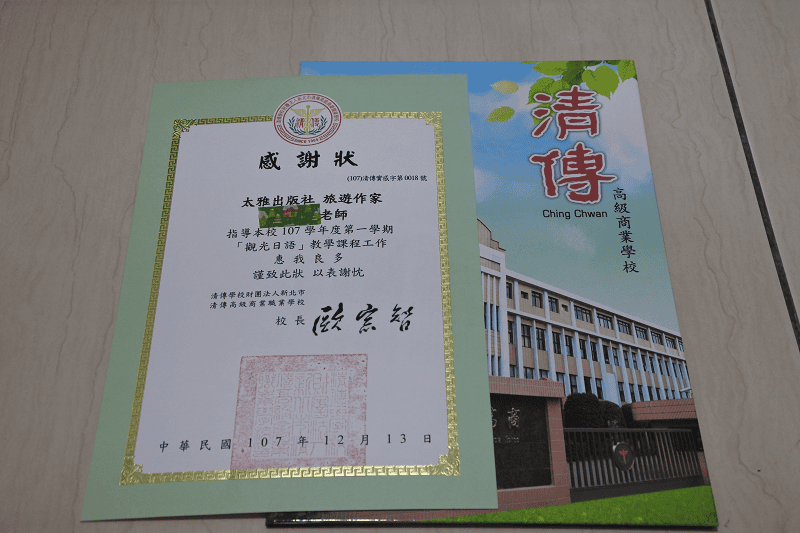 感謝狀
(107)清傳實感字第0018號
太雅出版社 旅遊作家
老師
指導本校107學年度第一學期
「觀光日語」教學課程工作
惠我良多
謹致此狀 以表謝忱
清傳學校財團法人新北市
清傳高級商業職業學校
校長 歐宗智
中華民國 107 年 12 月 13 日
清傳
Ching Chwan
高級商業學校
高商